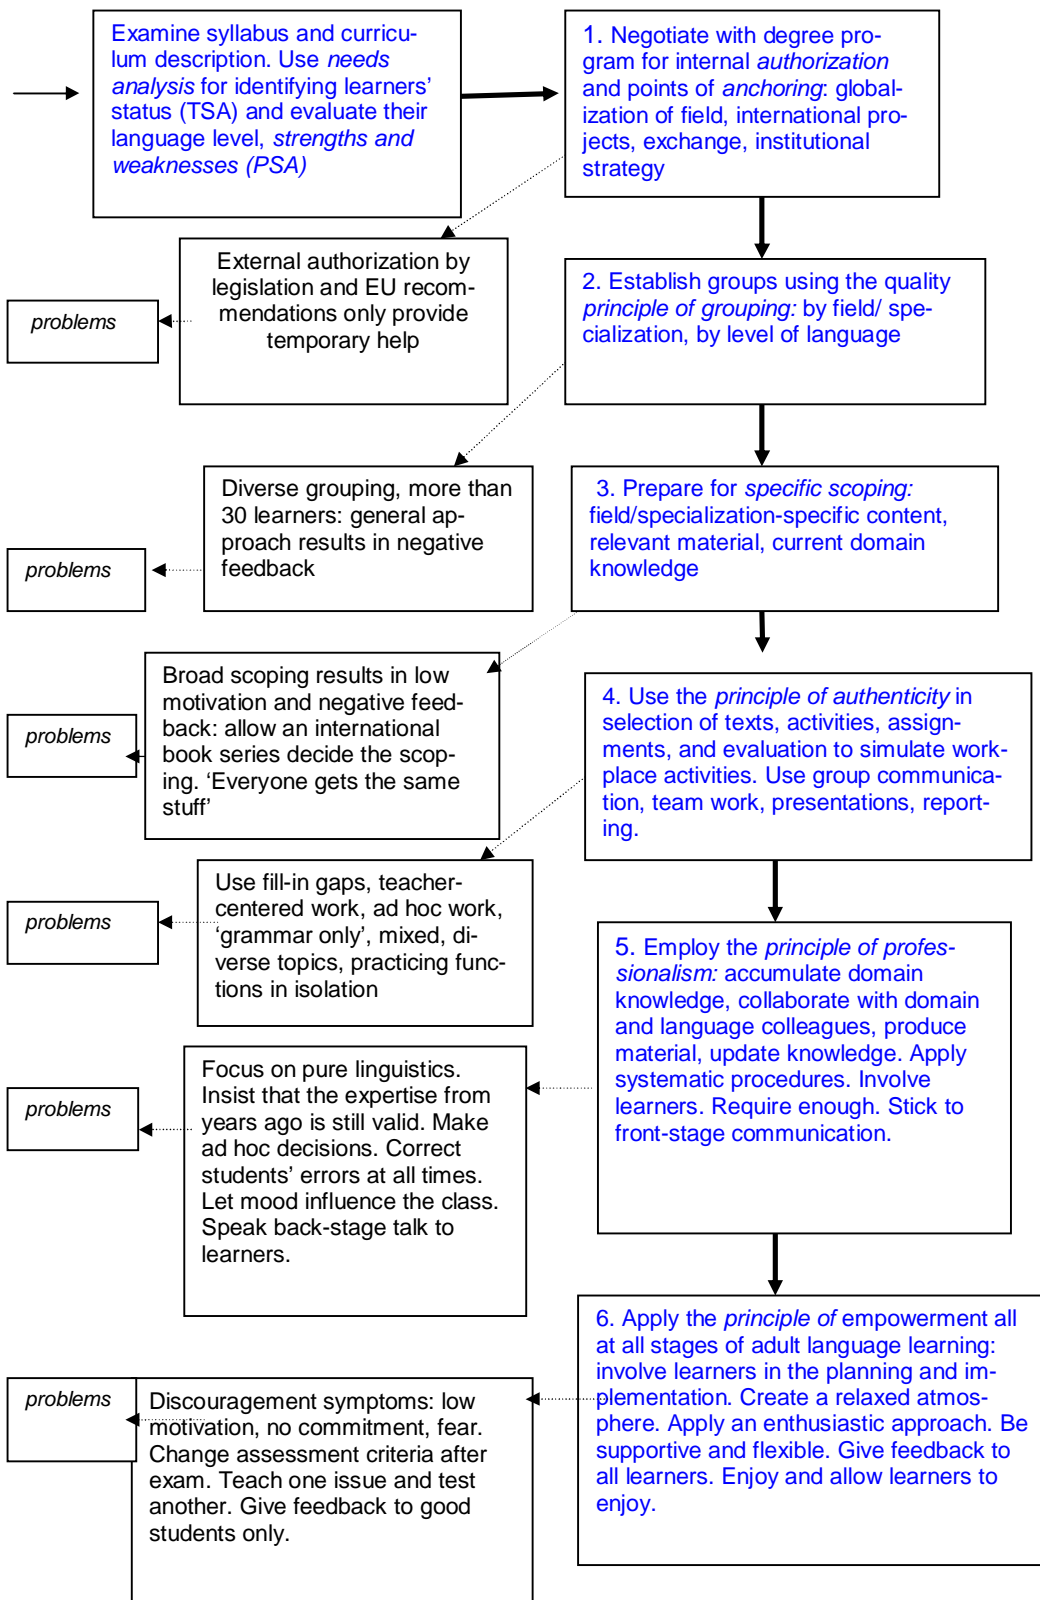 Examine syllabus and curricu-
lum description. Use needs
analysis for identifying learners’
status (TSA) and evaluate their
language level, strengths and
weaknesses (PSA)
1. Negotiate with degree pro-
gram for internal authorization
and points of anchoring: global-
ization of field, international pro-
jects, exchange, institutional
strategy
External authorization by
legislation and EU recom-
mendations only provide
temporary help
problems
2. Establish groups using the quality
principle of grouping: by field/ spe-
cialization, by level of language
Diverse grouping, more than
30 learners: general ap-
proach results in negative
feedback
problems
3. Prepare for specific scoping:
field/specialization-specific content,
relevant material, current domain
knowledge
Broad scoping results in low
motivation and negative feed-
back: allow an international
book series decide the scop-
ing. ‘Everyone gets the same
stuff’
problems
4. Use the principle of authenticity in
selection of texts, activities, assign-
ments, and evaluation to simulate work-
place activities. Use group communica-
tion, team work, presentations, report-
ing.
Use fill-in gaps, teacher-
centered work, ad hoc work,
‘grammar only’, mixed, di-
verse topics, practicing func-
tions in isolation
problems
5. Employ the principle of profes-
sionalism: accumulate domain
knowledge, collaborate with domain
and language colleagues, produce
material, update knowledge. Apply
systematic procedures. Involve
learners. Require enough. Stick to
front-stage communication.
Focus on pure linguistics.
Insist that the expertise from
years ago is still valid. Make
ad hoc decisions. Correct
students’ errors at all times.
Let mood influence the class.
Speak back-stage talk to
learners.
problems
6. Apply the principle of empowerment all
at all stages of adult language learning:
involve learners in the planning and im-
plementation. Create a relaxed atmos-
phere. Apply an enthusiastic approach. Be
supportive and flexible. Give feedback to
all learners. Enjoy and allow learners to
enjoy.
Discouragement symptoms: low
motivation, no commitment, fear.
Change assessment criteria after
exam. Teach one issue and test
another. Give feedback to good
students only.
problems